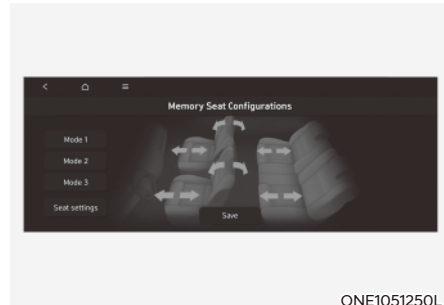 Memory Seat Configurations
Mode 1
Mode 2
Mode 3
Seat settings
Save
ONE1051250L